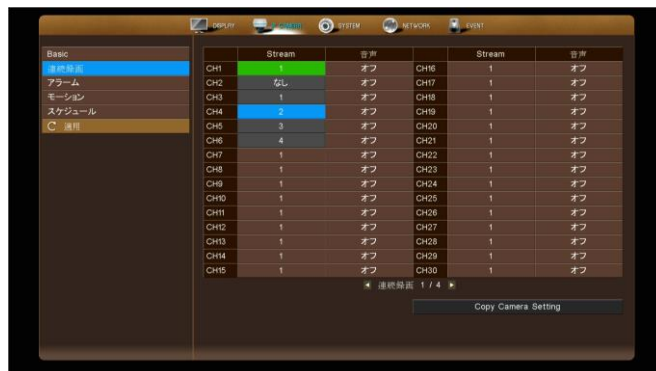 DISPLAY SYSTEM NETWORK EVENT
Basic
連続録画
アラーム
モーション
スケジュール
適用
Stream 音声 Stream 音声
CH1 1 オフ CH16 1 オフ
CH2 なし オフ CH17 1 オフ
CH3 1 オフ CH18 1 オフ
CH4 2 オフ CH19 1 オフ
CH5 3 オフ CH20 1 オフ
CH6 4 オフ CH21 1 オフ
CH7 1 オフ CH22 1 オフ
CH8 1 オフ CH23 1 オフ
CH9 1 オフ CH24 1 オフ
CH10 1 オフ CH25 1 オフ
CH11 1 オフ CH26 1 オフ
CH12 1 オフ CH27 1 オフ
CH13 1 オフ CH28 1 オフ
CH14 1 オフ CH29 1 オフ
CH15 1 オフ CH30 1 オフ
連続録画 1 / 4
Copy Camera Setting